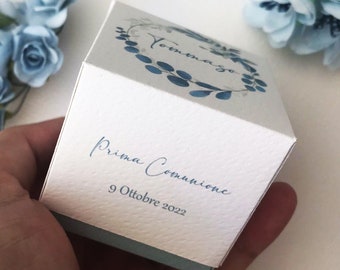 Tommaso
Prima Comunione
9 Ottobre 2022